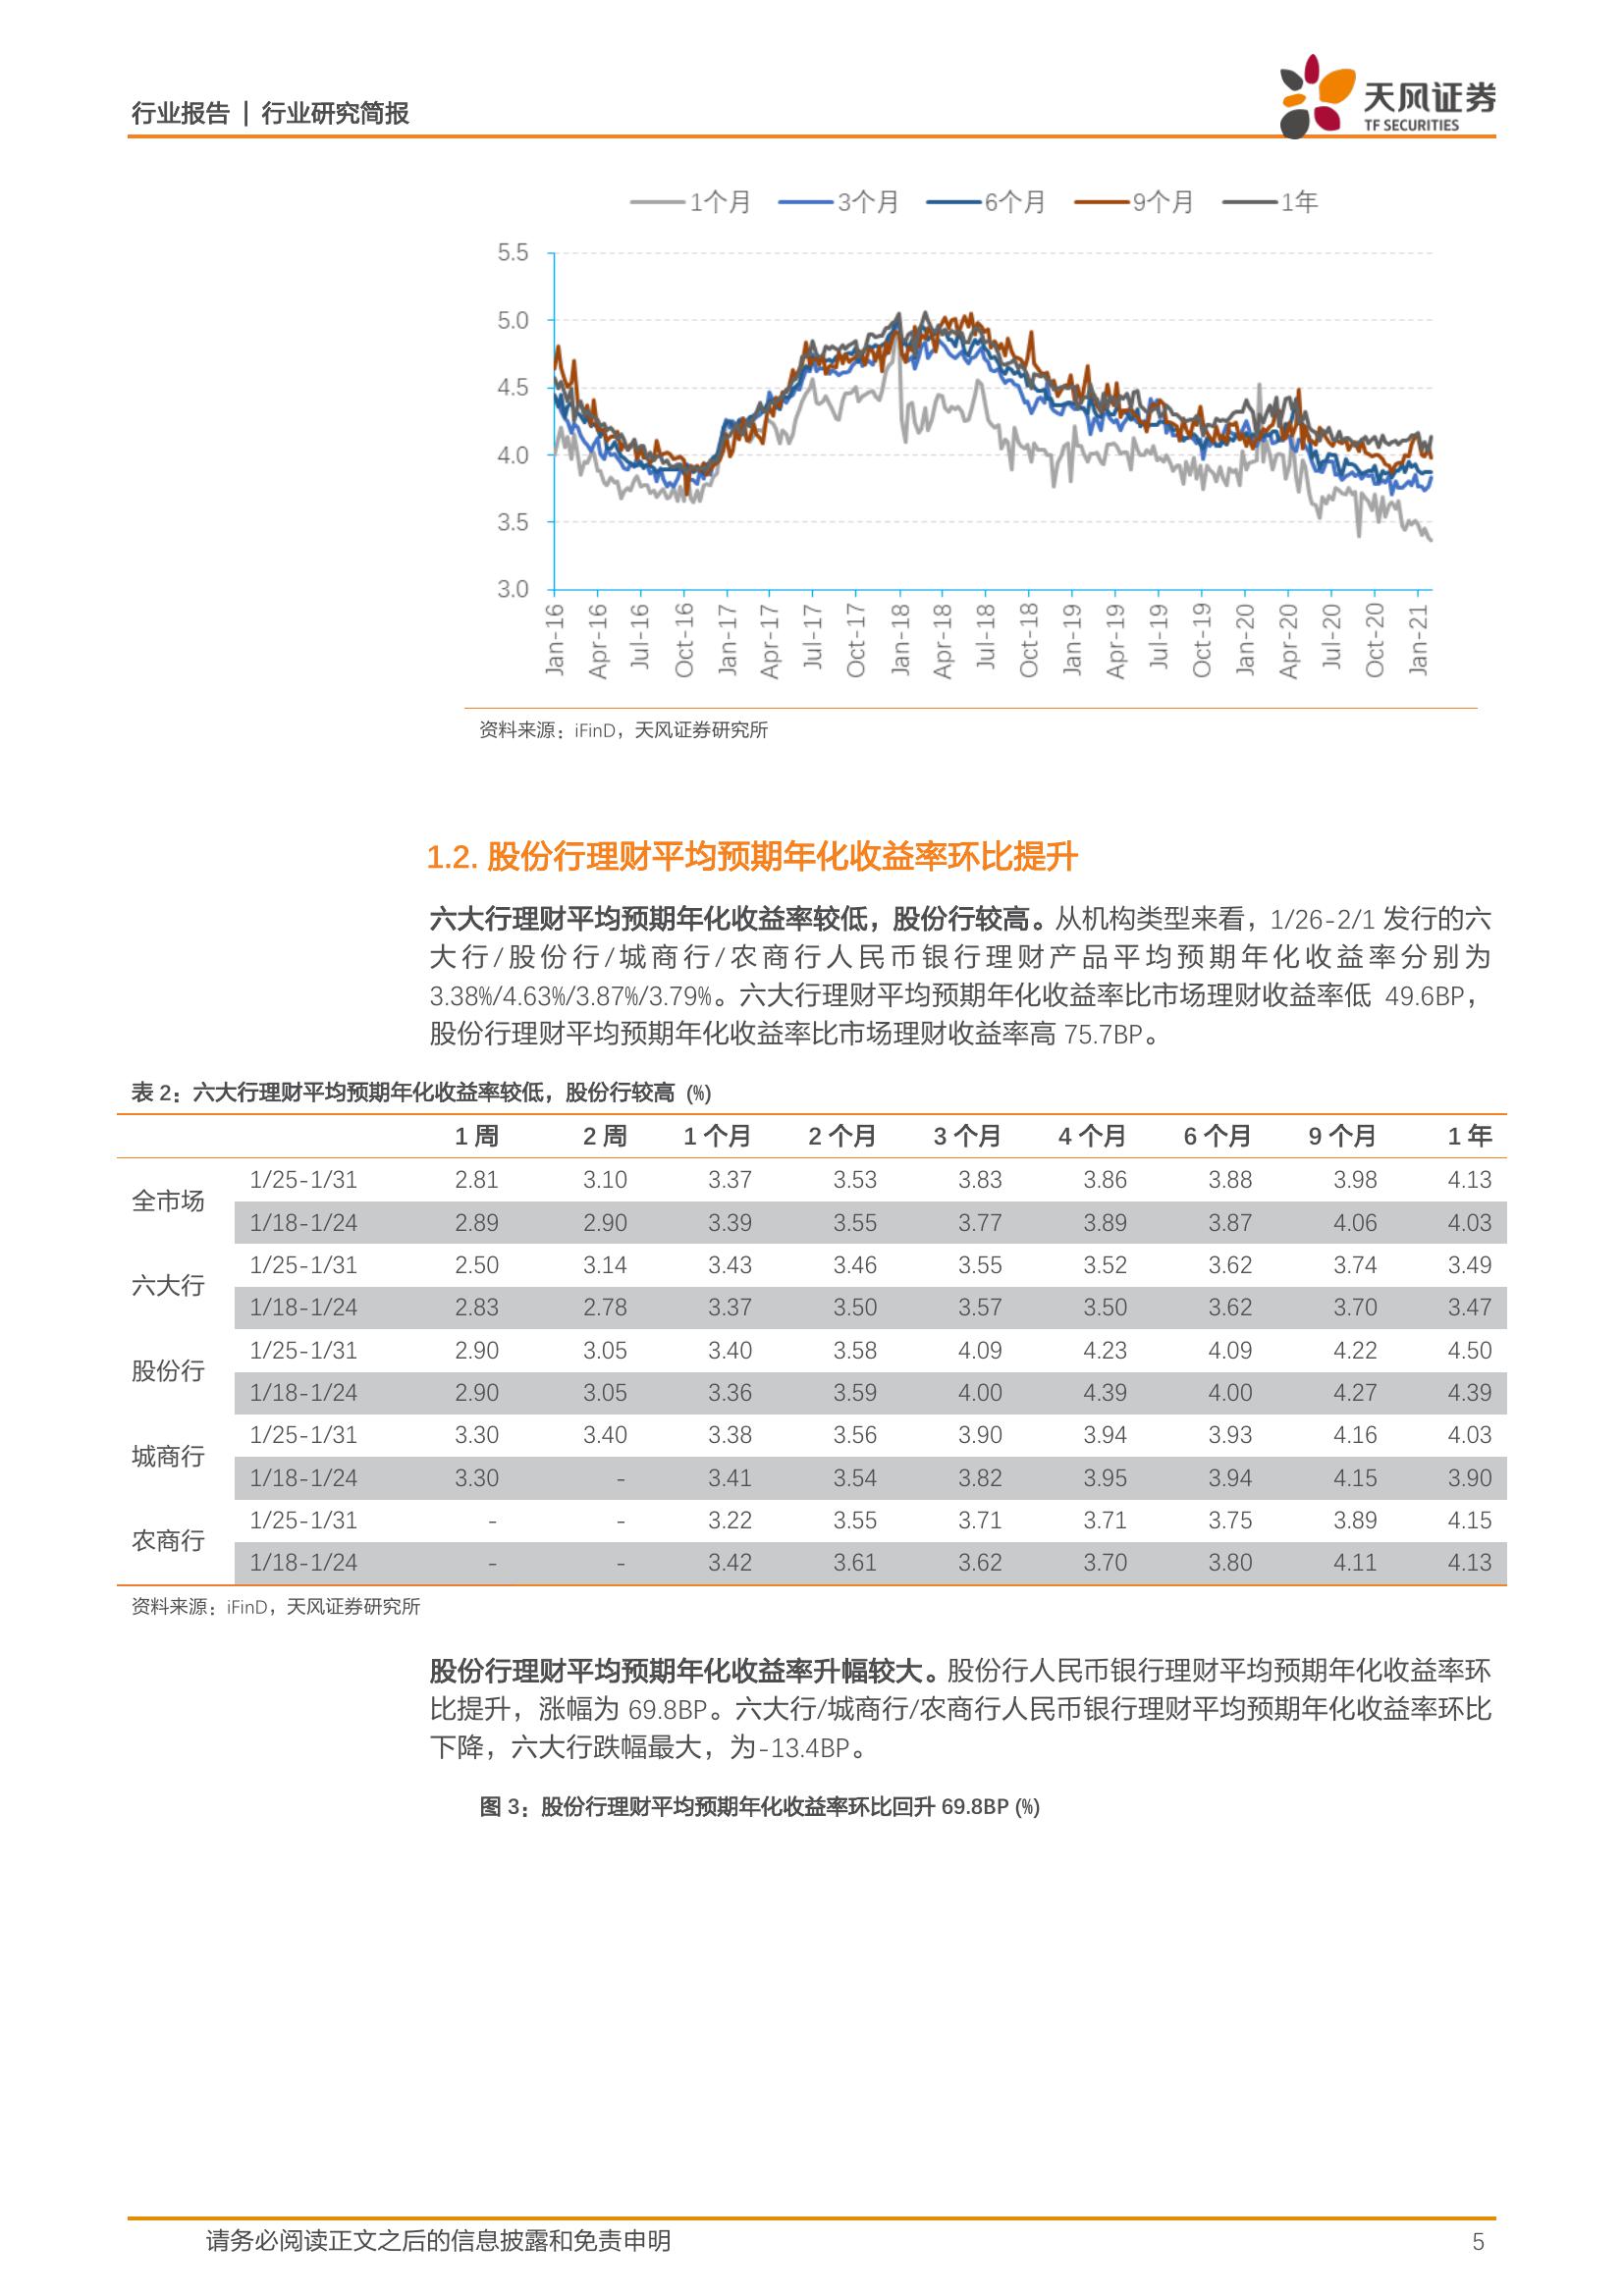 行业报告 | 行业研究简报
天风证券
TF SECURITIES
1个月 3个月 6个月 9个月 1年
5.5
5.0
4.5
4.0
3.5
3.0
Jan-16 Apr-16 Jul-16 Oct-16 Jan-17 Apr-17 Jul-17 Oct-17 Jan-18 Apr-18 Jul-18 Oct-18 Jan-19 Apr-19 Jul-19 Oct-19 Jan-20 Apr-20 Jul-20 Oct-20 Jan-21
资料来源：iFinD，天风证券研究所
1.2. 股份行理财平均预期年化收益率环比提升
六大行理财平均预期年化收益率较低，股份行较高。从机构类型来看，1/26-2/1 发行的六
大行/股份行/城商行/农商行人民币银行理财产品平均预期年化收益率分别为
3.38%/4.63%/3.87%/3.79%。六大行理财平均预期年化收益率比市场理财收益率低 49.6BP，
股份行理财平均预期年化收益率比市场理财收益率高 75.7BP。
表 2：六大行理财平均预期年化收益率较低，股份行较高 (%)
1 周 2 周 1 个月 2 个月 3 个月 4 个月 6 个月 9 个月 1 年
全市场 1/25-1/31 2.81 3.10 3.37 3.53 3.83 3.86 3.88 3.98 4.13
1/18-1/24 2.89 2.90 3.39 3.55 3.77 3.89 3.87 4.06 4.03
六大行 1/25-1/31 2.50 3.14 3.43 3.46 3.55 3.52 3.62 3.74 3.49
1/18-1/24 2.83 2.78 3.37 3.50 3.57 3.50 3.62 3.70 3.47
股份行 1/25-1/31 2.90 3.05 3.40 3.58 4.09 4.23 4.09 4.22 4.50
1/18-1/24 2.90 3.05 3.36 3.59 4.00 4.39 4.00 4.27 4.39
城商行 1/25-1/31 3.30 3.40 3.38 3.56 3.90 3.94 3.93 4.16 4.03
1/18-1/24 3.30 - 3.41 3.54 3.82 3.95 3.94 4.15 3.90
农商行 1/25-1/31 - - 3.22 3.55 3.71 3.71 3.75 3.89 4.15
1/18-1/24 - - 3.42 3.61 3.62 3.70 3.80 4.11 4.13
资料来源：iFinD，天风证券研究所
股份行理财平均预期年化收益率升幅较大。股份行人民币银行理财平均预期年化收益率环
比提升，涨幅为 69.8BP。六大行/城商行/农商行人民币银行理财平均预期年化收益率环比
下降，六大行跌幅最大，为-13.4BP。
图 3：股份行理财平均预期年化收益率环比回升 69.8BP (%)
请务必阅读正文之后的信息披露和免责申明 5